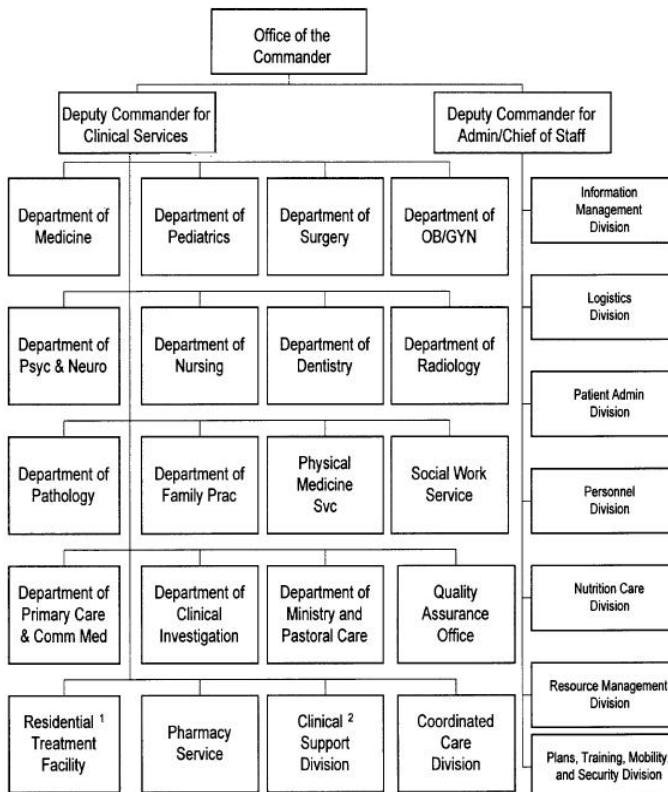 Office of the
Commander
Deputy Commander for
Clinical Services
Deputy Commander for
Admin/Chief of Staff
Department of
Medicine
Department of
Pediatrics
Department of
Surgery
Department of
OB/GYN
Information
Management
Division
Logistics
Division
Department of
Psyc & Neuro
Department of
Nursing
Department of
Dentistry
Department of
Radiology
Patient Admin
Division
Department of
Pathology
Department of
Family Prac
Physical
Medicine
Svc
Social Work
Service
Personnel
Division
Department of
Primary Care
& Comm Med
Department of
Clinical
Investigation
Department of
Ministry and
Pastoral Care
Quality
Assurance
Office
Nutrition Care
Division
Resource Management
Division
Residential 1
Treatment
Facility
Pharmacy
Service
Clinical 2
Support
Division
Coordinated
Care
Division
Plans, Training, Mobility,
and Security Division